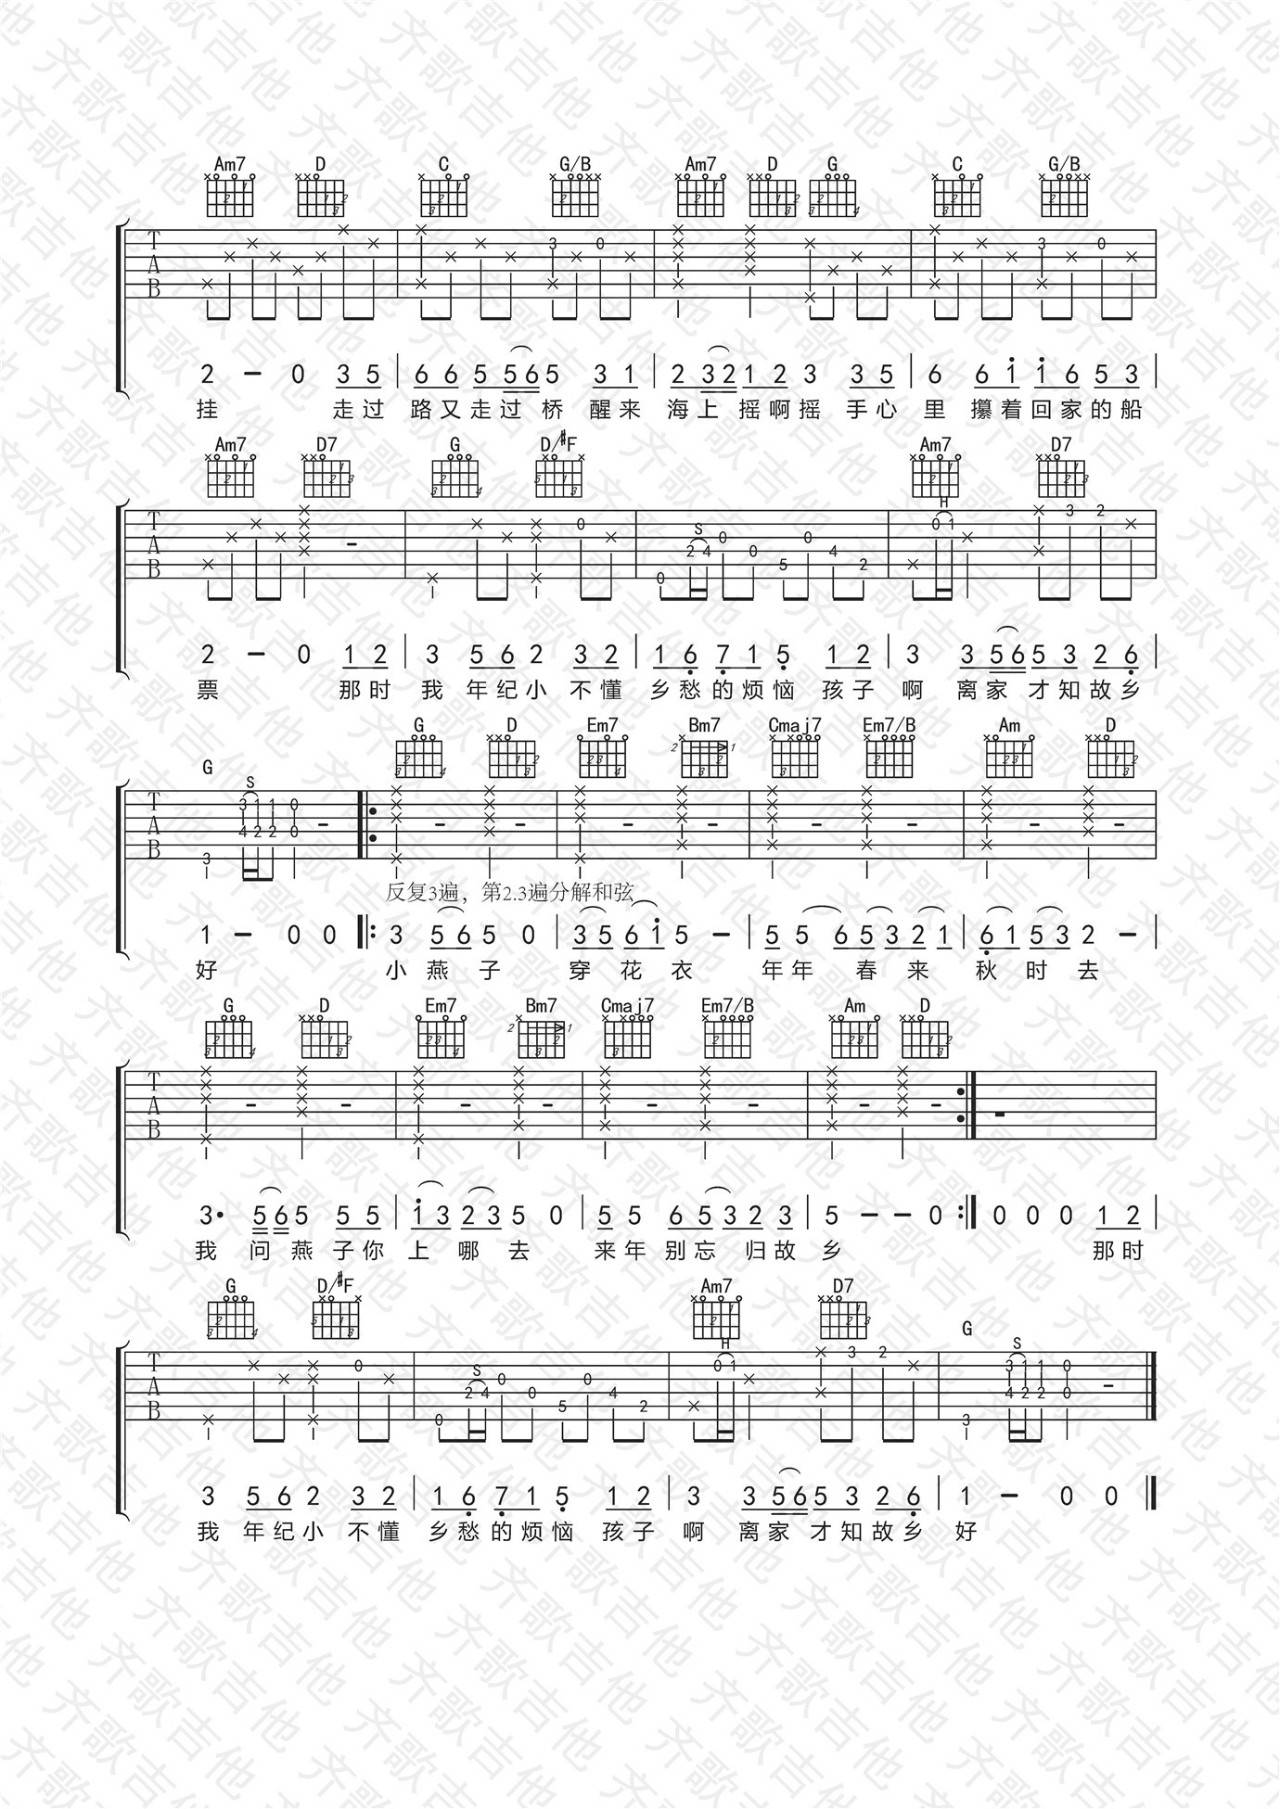 Am7 D C G/B Am7 D G C G/B
2 - 0 3 5 | 6 6 5 5 6 5 3 1 | 2 3 2 1 2 3 3 5 | 6 6 1 1 6 5 3 |
挂 走过 路又走过 桥 醒来 海上 摇啊摇 手心 里 攥着回家的船
Am7 D7 G D/#F Am7 D7
2 - 0 1 2 | 3 5 6 2 3 2 | 1 6 7 1 5 1 2 | 3 3 5 6 5 3 2 6 |
票 那时 我 年纪小 不懂 乡愁的烦恼 孩子 啊 离家 才知故乡
G G D Em7 Bm7 Cmaj7 Em7/B Am D
反复3遍，第2.3遍分解和弦
1 - 0 0 |: 3 5 6 5 0 | 3 5 6 1 5 - | 5 5 6 5 3 2 1 | 6 1 5 3 2 - |
好 小 燕 子 穿 花 衣 年年 春 来 秋 时 去
G D Em7 Bm7 Cmaj7 Em7/B Am D
3· 5 6 5 5 5 | 1 3 2 3 5 0 | 5 5 6 5 3 2 3 | 5 - - 0 :| 0 0 0 1 2 |
我 问 燕 子你 上 哪 去 来年 别忘 归故 乡 那时
G D/#F Am7 D7 G
3 5 6 2 3 2 | 1 6 7 1 5 1 2 | 3 3 5 6 5 3 2 6 | 1 - 0 0
我 年纪小 不懂 乡愁的烦恼 孩子 啊 离家 才知故乡 好
齐歌吉他